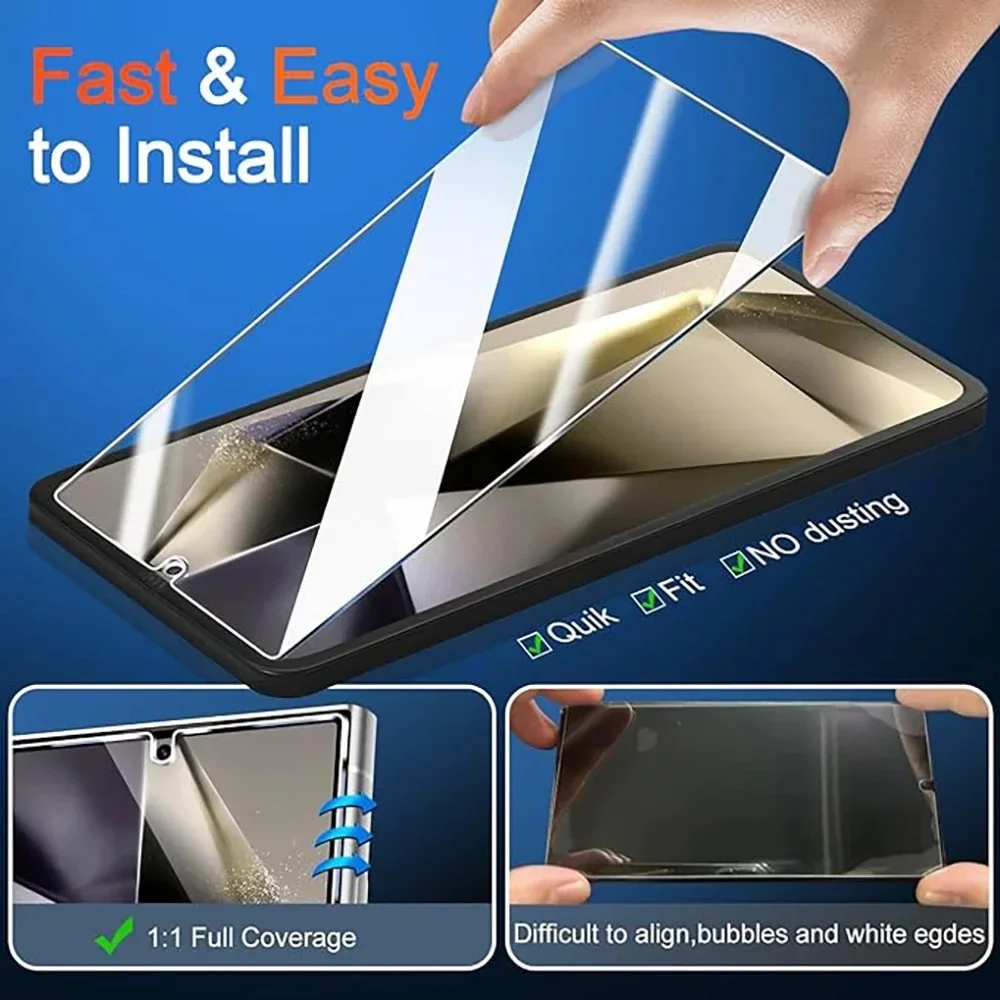 Fast & Easy
to Install
Quik Fit NO dusting
1:1 Full Coverage
Difficult to align,bubbles and white egdes